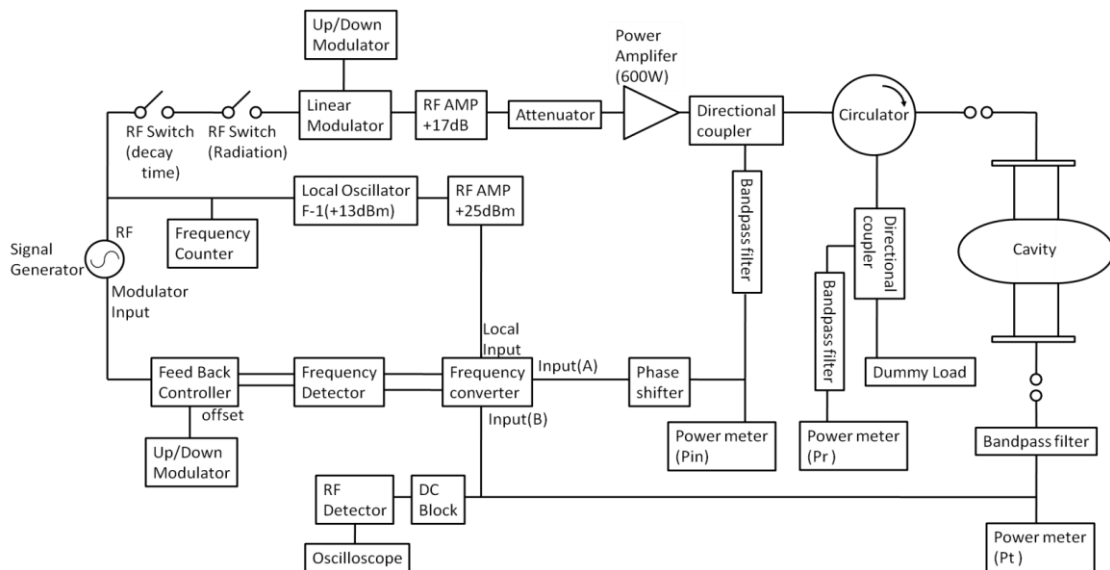 Up/Down
Modulator
Power
Amplifer
(600W)
RF Switch
(decay
time)
RF Switch
(Radiation)
Linear
Modulator
RF AMP
+17dB
Attenuator
Directional
coupler
Circulator
Local Oscillator
F-1(+13dBm)
RF AMP
+25dBm
Signal
Generator
RF
Frequency
Counter
Bandpass filter
Directional
coupler
Bandpass filter
Cavity
Modulator
Input
Local
Input
Feed Back
Controller
offset
Frequency
Detector
Frequency
converter
Input(A)
Input(B)
Phase
shifter
Dummy Load
Up/Down
Modulator
Power meter
(Pin)
Power meter
(Pr )
Bandpass filter
RF
Detector
DC
Block
Oscilloscope
Power meter
(Pt )